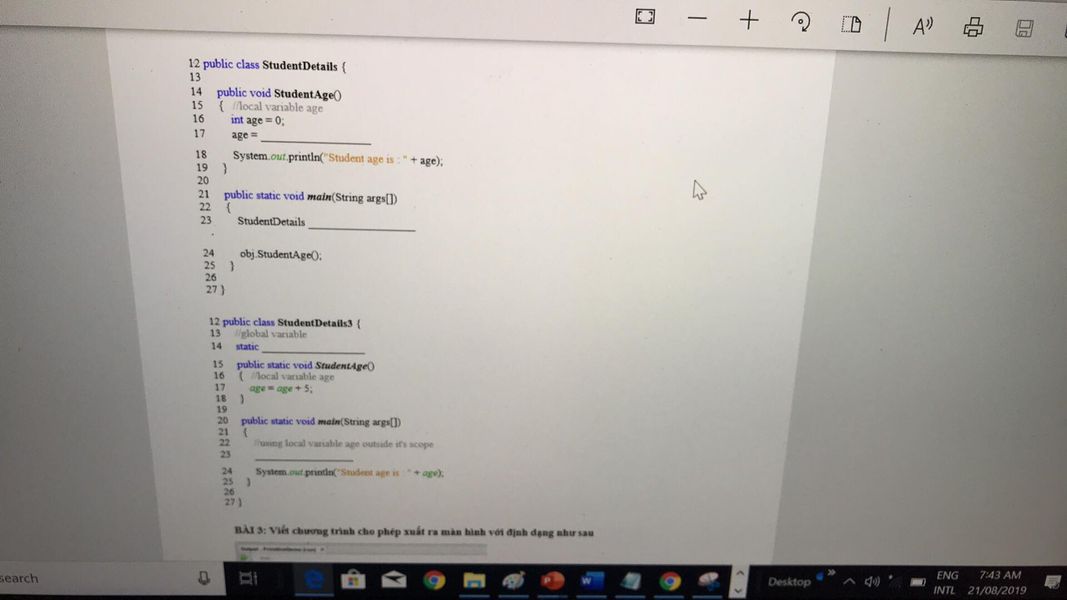 A
12 public class StudentDetails {
13
14 public void StudentAge()
15 { //local variable age
16 int age = 0;
17 age = 
18 System.out.println("Student age is : " + age);
19 }
20
21 public static void main(String args[])
22 {
23 StudentDetails
24 obj.StudentAge();
25 }
26
27 }
12 public class StudentDetails3 {
13 //global variable
14 static
15 public static void StudentAge()
16 { //local variable age
17 age = age + 5;
18 }
19
20 public static void main(String args[])
21 {
22 //using local variable age outside it's scope
23
24 System.out.println("Student age is : " + age);
25 }
26
27 }
BÀI 3: Viết chương trình cho phép xuất ra màn hình với định dạng như sau
search
Desktop
ENG
INTL
7:43 AM
21/08/2019